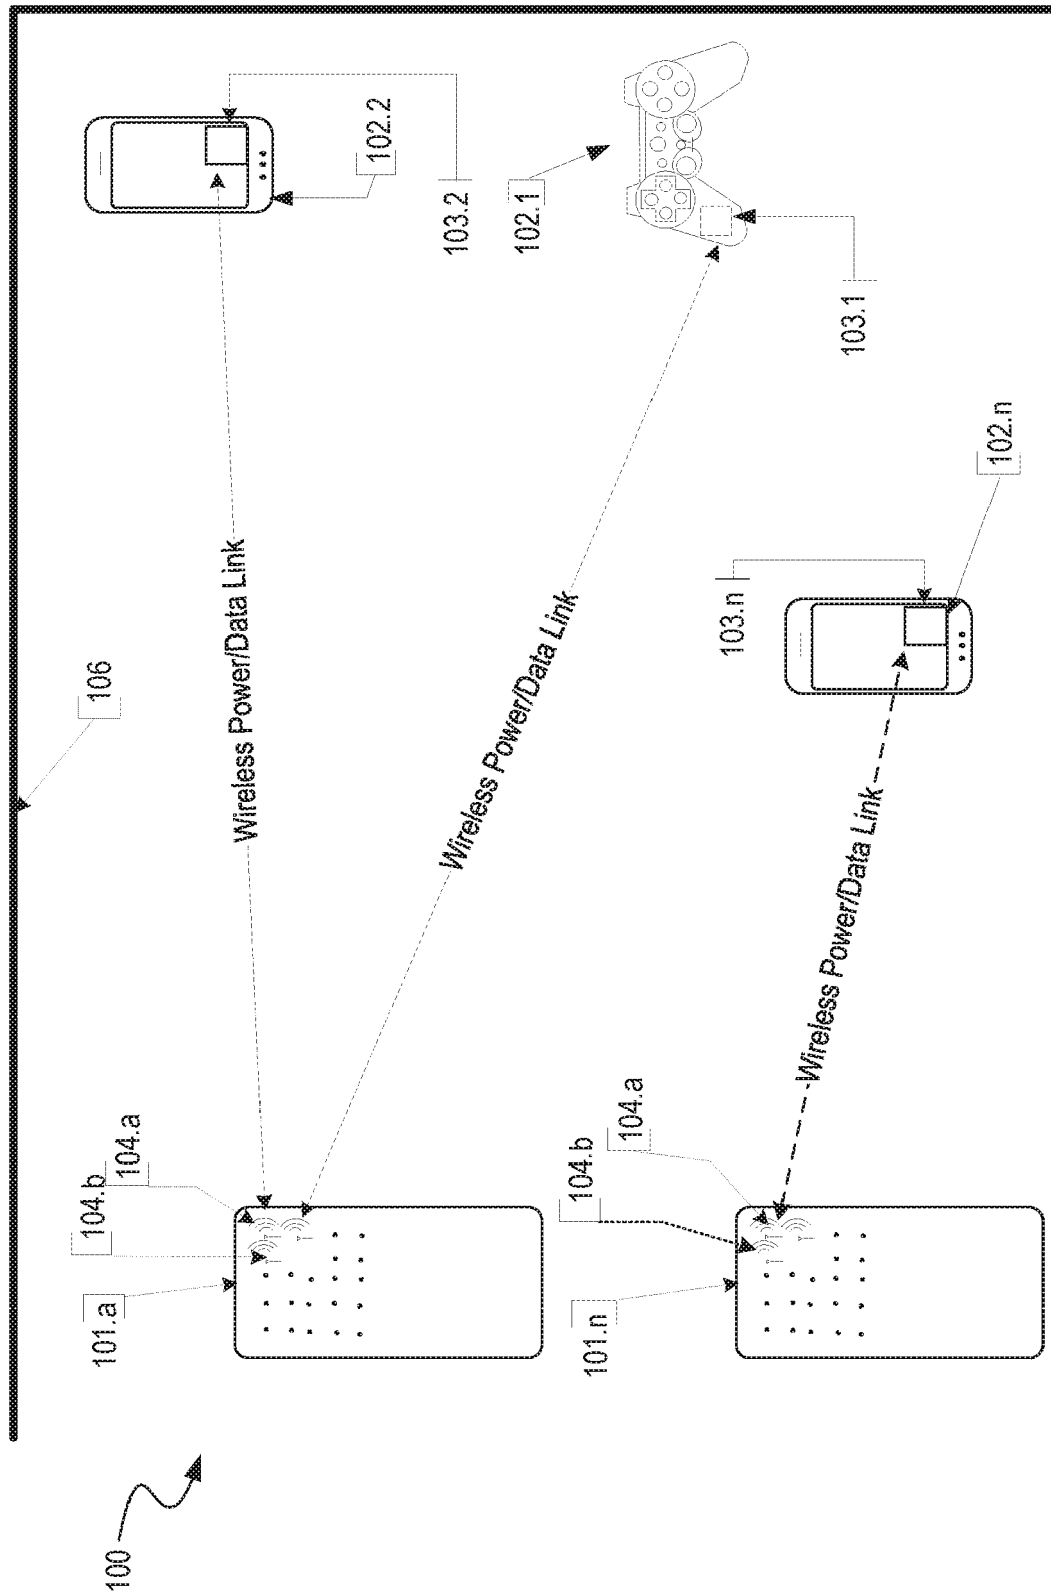 100
106
101.a
104.b
104.a
Wireless Power/Data Link
102.2
103.2
Wireless Power/Data Link
102.1
103.1
101.n
104.b
104.a
Wireless Power/Data Link
103.n
102.n